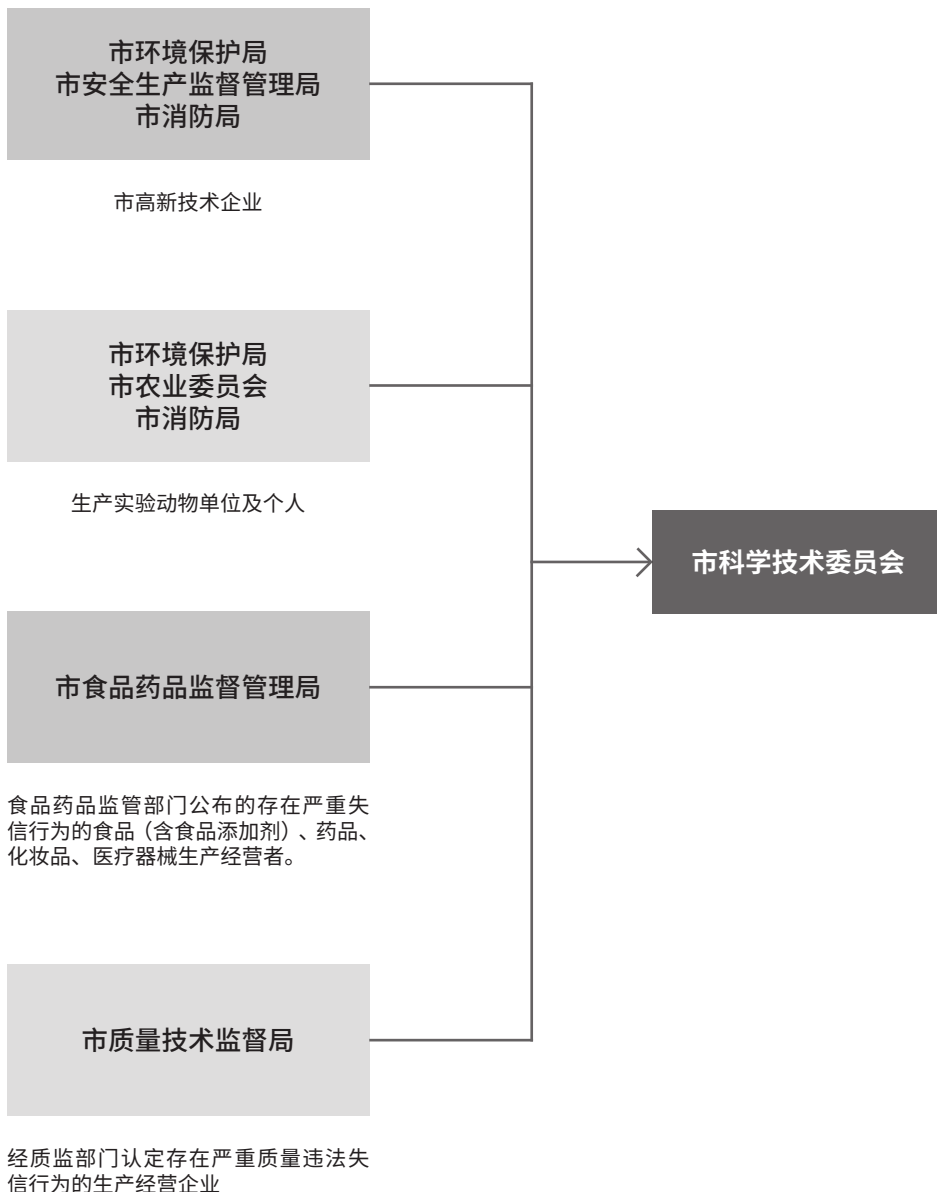 市环境保护局
市安全生产监督管理局
市消防局
市高新技术企业
市环境保护局
市农业委员会
市消防局
生产实验动物单位及个人
市科学技术委员会
市食品药品监督管理局
食品药品监管部门公布的存在严重失
信行为的食品（含食品添加剂）、药品、
化妆品、医疗器械生产经营者。
市质量技术监督局
经质监部门认定存在严重质量违法失
信行为的生产经营企业